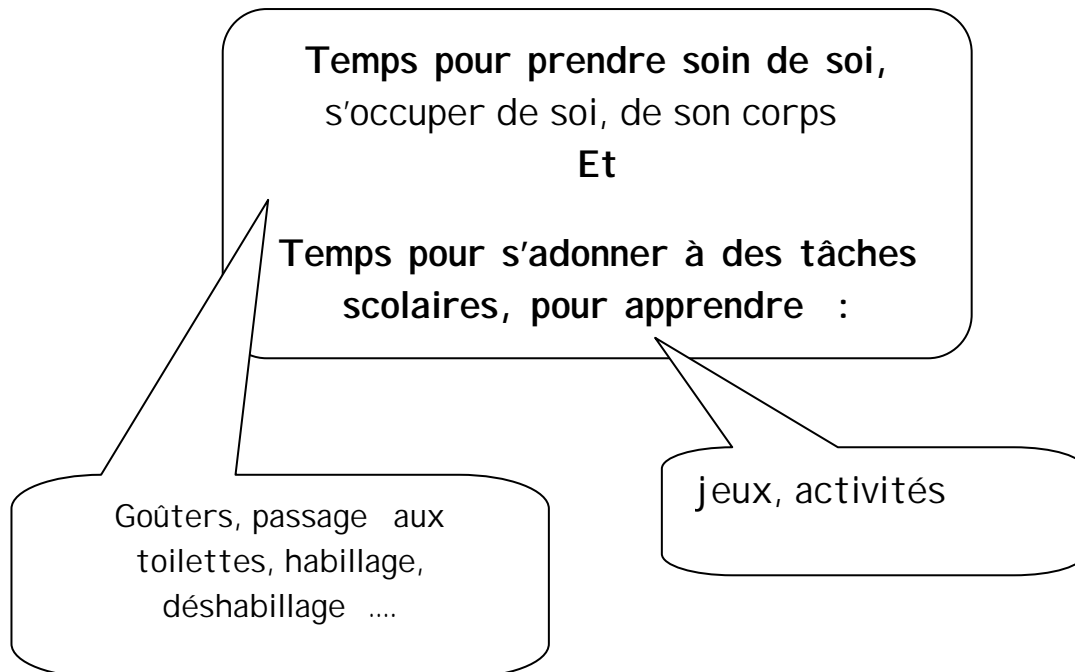 Temps pour prendre soin de soi,
s'occuper de soi, de son corps
Et
Temps pour s'adonner à des tâches
scolaires, pour apprendre :
Goûters, passage aux
toilettes, habillage,
déshabillage ....
jeux, activités